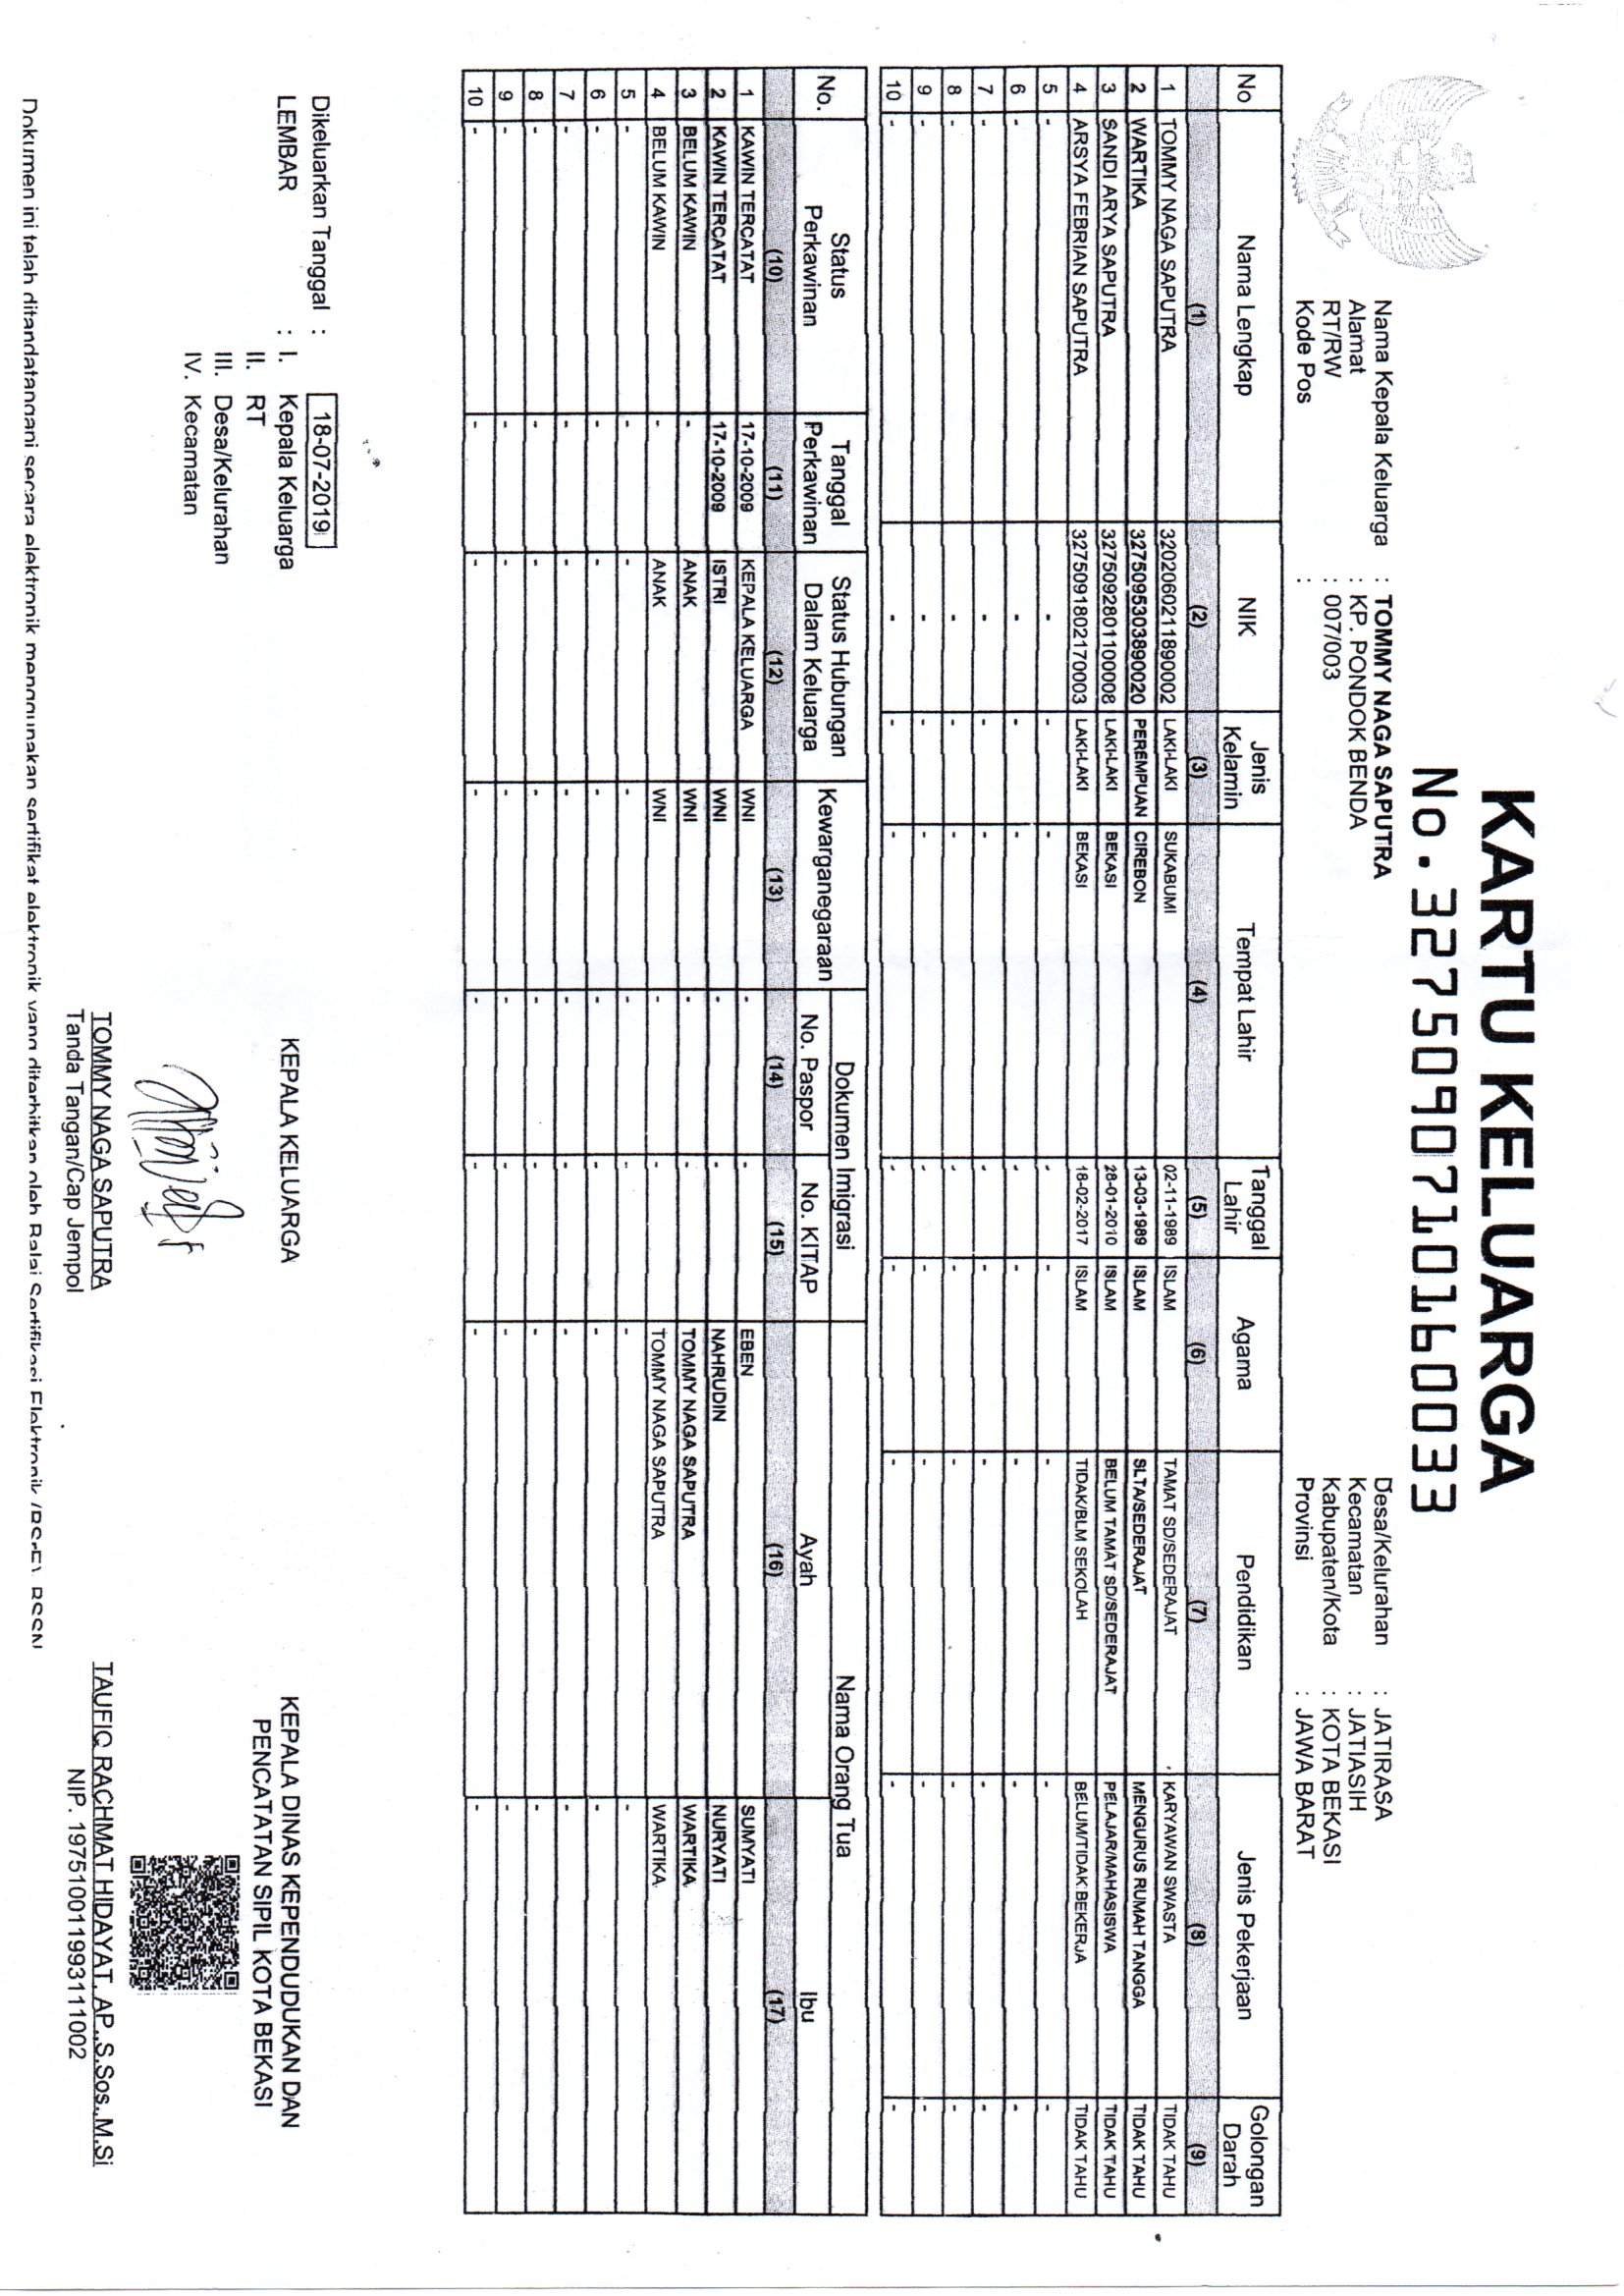 KARTU KELUARGA
No. 3275090710160033
Nama Kepala Keluarga : TOMMY NAGA SAPUTRA
Alamat : KP. PONDOK BENDA
RT/RW : 007/003
Kode Pos :
Desa/Kelurahan : JATIRASA
Kecamatan : JATIASIH
Kabupaten/Kota : KOTA BEKASI
Provinsi : JAWA BARAT
No Nama Lengkap NIK Jenis Kelamin Tempat Lahir Tanggal Lahir Agama Pendidikan Jenis Pekerjaan Golongan Darah
(1) (2) (3) (4) (5) (6) (7) (8) (9)
1 TOMMY NAGA SAPUTRA 3202060211890002 LAKI-LAKI SUKABUMI 02-11-1989 ISLAM TAMAT SD/SEDERAJAT KARYAWAN SWASTA TIDAK TAHU
2 WARTIKA 3275095303890020 PEREMPUAN CIREBON 13-03-1989 ISLAM SLTA/SEDERAJAT MENGURUS RUMAH TANGGA TIDAK TAHU
3 SANDI ARYA SAPUTRA 3275092801100008 LAKI-LAKI BEKASI 28-01-2010 ISLAM BELUM TAMAT SD/SEDERAJAT PELAJAR/MAHASISWA TIDAK TAHU
4 ARSYA FEBRIAN SAPUTRA 3275091802170003 LAKI-LAKI BEKASI 18-02-2017 ISLAM TIDAK/BLM SEKOLAH BELUM/TIDAK BEKERJA TIDAK TAHU
5 - - - - - - - - -
6 - - - - - - - - -
7 - - - - - - - - -
8 - - - - - - - - -
9 - - - - - - - - -
10 - - - - - - - - -
No. Status Perkawinan Tanggal Perkawinan Status Hubungan Dalam Keluarga Kewarganegaraan Dokumen Imigrasi Nama Orang Tua
No. Paspor No. KITAP Ayah Ibu
(10) (11) (12) (13) (14) (15) (16) (17)
1 KAWIN TERCATAT 17-10-2009 KEPALA KELUARGA WNI - - EBEN SUMYATI
2 KAWIN TERCATAT 17-10-2009 ISTRI WNI - - NAHRUDIN NURYATI
3 BELUM KAWIN - ANAK WNI - - TOMMY NAGA SAPUTRA WARTIKA
4 BELUM KAWIN - ANAK WNI - - TOMMY NAGA SAPUTRA WARTIKA
5 - - - - - - - -
6 - - - - - - - -
7 - - - - - - - -
8 - - - - - - - -
9 - - - - - - - -
10 - - - - - - - -
Dikeluarkan Tanggal : 18-07-2019
LEMBAR : I. Kepala Keluarga
II. RT
III. Desa/Kelurahan
IV. Kecamatan
KEPALA KELUARGA
TOMMY NAGA SAPUTRA
Tanda Tangan/Cap Jempol
KEPALA DINAS KEPENDUDUKAN DAN
PENCATATAN SIPIL KOTA BEKASI
TAUFIQ RACHMAT HIDAYAT, AP.,S.Sos.,M.Si
NIP. 197510011993111002
Dokumen ini telah ditandatangani secara elektronik menggunakan sertifikat elektronik yang diterbitkan oleh Balai Sertifikasi Elektronik (BSrE), BSSN